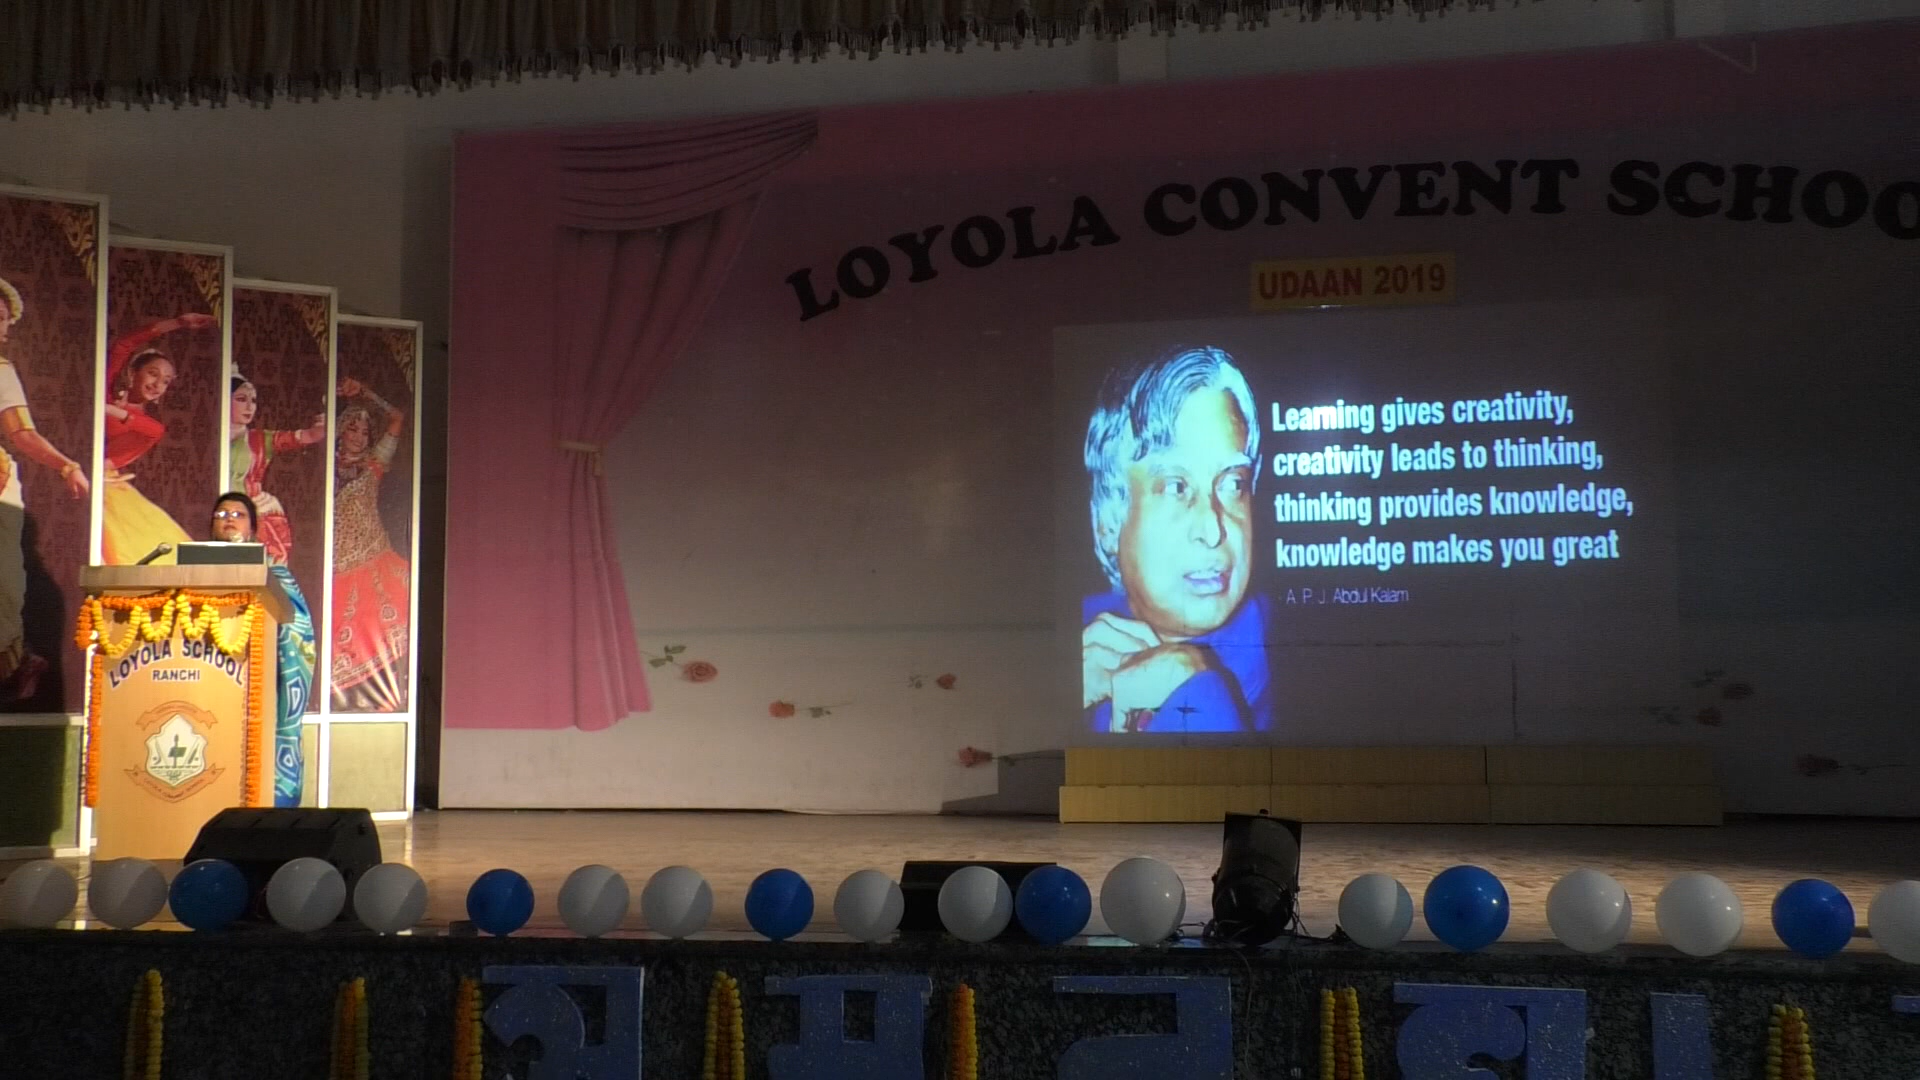 LOYOLA CONVENT SCHOO
UDAAN 2019
Learning gives creativity,
creativity leads to thinking,
thinking provides knowledge,
knowledge makes you great
- A. P. J. Abdul Kalam
LOYOLA SCHOOL
RANCHI